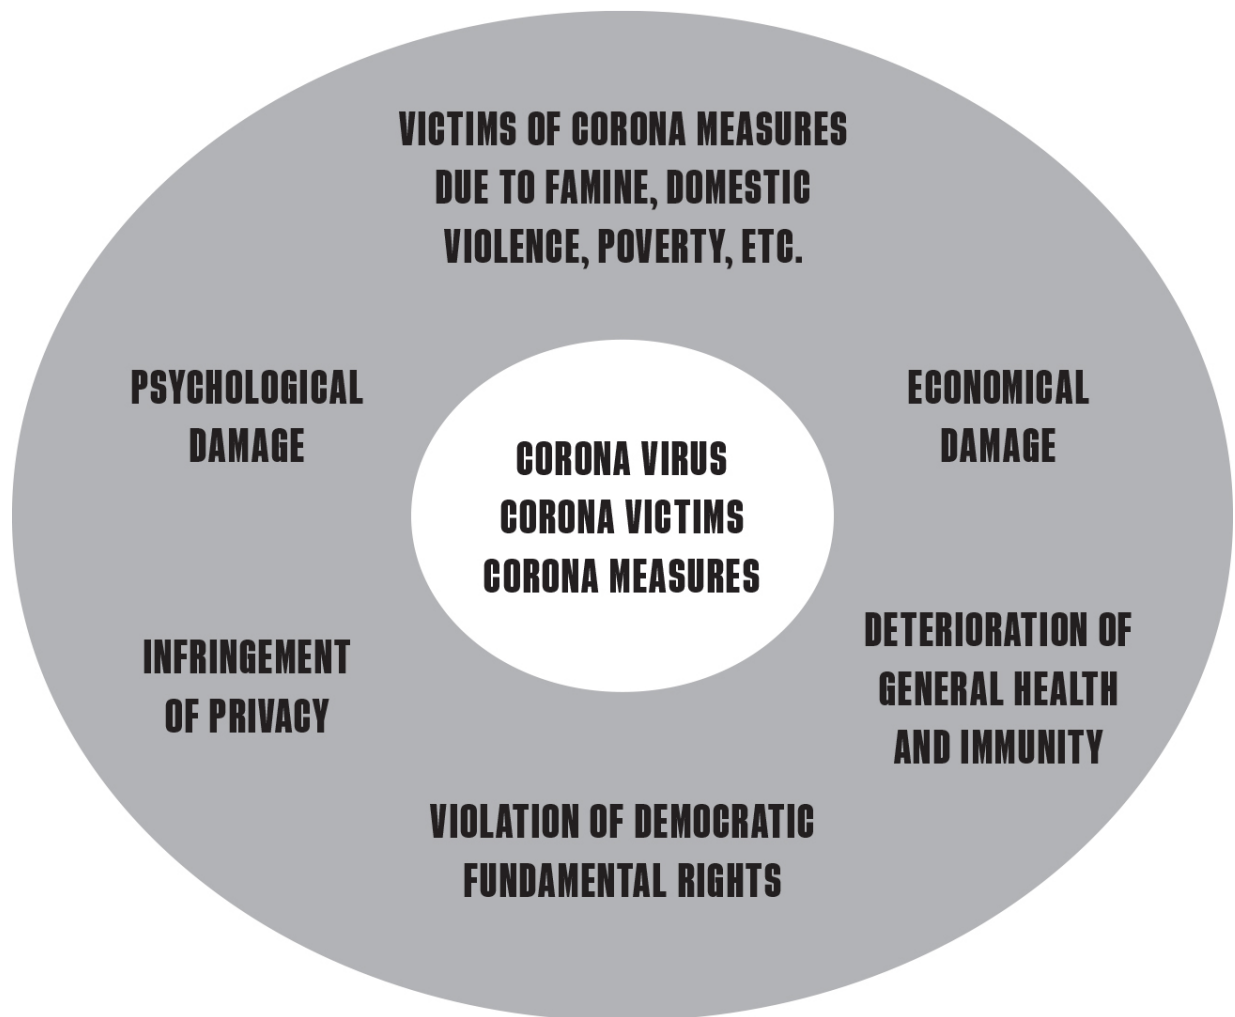 VICTIMS OF CORONA MEASURES
DUE TO FAMINE, DOMESTIC
VIOLENCE, POVERTY, ETC.
PSYCHOLOGICAL
DAMAGE
ECONOMICAL
DAMAGE
CORONA VIRUS
CORONA VICTIMS
CORONA MEASURES
INFRINGEMENT
OF PRIVACY
DETERIORATION OF
GENERAL HEALTH
AND IMMUNITY
VIOLATION OF DEMOCRATIC
FUNDAMENTAL RIGHTS